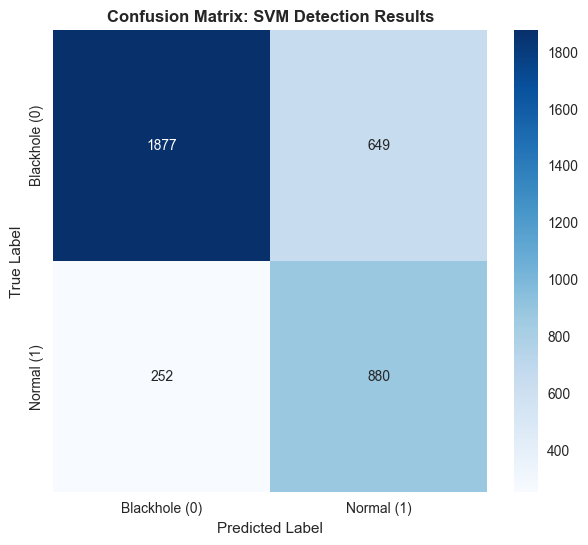 Confusion Matrix: SVM Detection Results
Blackhole (0)
1877
649
True Label
Normal (1)
252
880
Blackhole (0)
Normal (1)
Predicted Label
1800
1600
1400
1200
1000
800
600
400